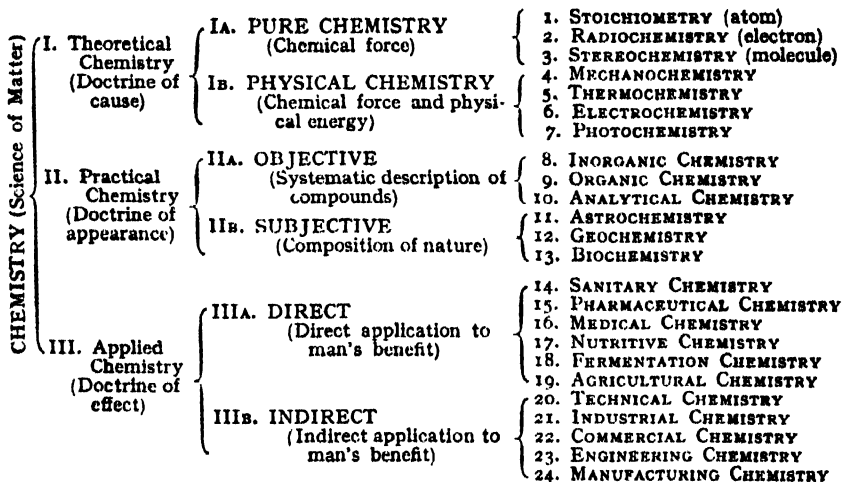 CHEMISTRY (Science of Matter)
I. Theoretical
Chemistry
(Doctrine of
cause)
IA. PURE CHEMISTRY
(Chemical force)
1. STOICHIOMETRY (atom)
2. RADIOCHEMISTRY (electron)
3. STEREOCHEMISTRY (molecule)
IB. PHYSICAL CHEMISTRY
(Chemical force and physi-
cal energy)
4. MECHANOCHEMISTRY
5. THERMOCHEMISTRY
6. ELECTROCHEMISTRY
7. PHOTOCHEMISTRY
II. Practical
Chemistry
(Doctrine of
appearance)
IIA. OBJECTIVE
(Systematic description of
compounds)
8. INORGANIC CHEMISTRY
9. ORGANIC CHEMISTRY
10. ANALYTICAL CHEMISTRY
IIB. SUBJECTIVE
(Composition of nature)
11. ASTROCHEMISTRY
12. GEOCHEMISTRY
13. BIOCHEMISTRY
III. Applied
Chemistry
(Doctrine of
effect)
IIIA. DIRECT
(Direct application to
man's benefit)
14. SANITARY CHEMISTRY
15. PHARMACEUTICAL CHEMISTRY
16. MEDICAL CHEMISTRY
17. NUTRITIVE CHEMISTRY
18. FERMENTATION CHEMISTRY
19. AGRICULTURAL CHEMISTRY
IIIB. INDIRECT
(Indirect application to
man's benefit)
20. TECHNICAL CHEMISTRY
21. INDUSTRIAL CHEMISTRY
22. COMMERCIAL CHEMISTRY
23. ENGINEERING CHEMISTRY
24. MANUFACTURING CHEMISTRY